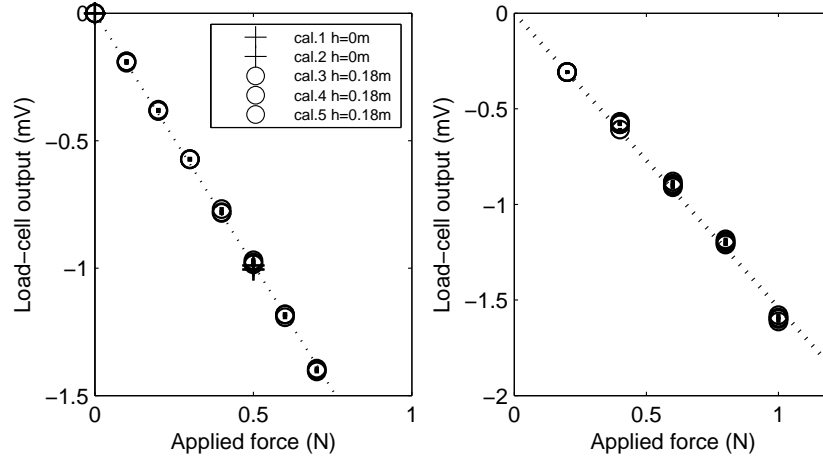 0
−0.5
−1
−1.5
0
0.5
1
Applied force (N)
Load−cell output (mV)
cal.1 h=0m
cal.2 h=0m
cal.3 h=0.18m
cal.4 h=0.18m
cal.5 h=0.18m
0
−0.5
−1
−1.5
−2
0
0.5
1
Applied force (N)
Load−cell output (mV)